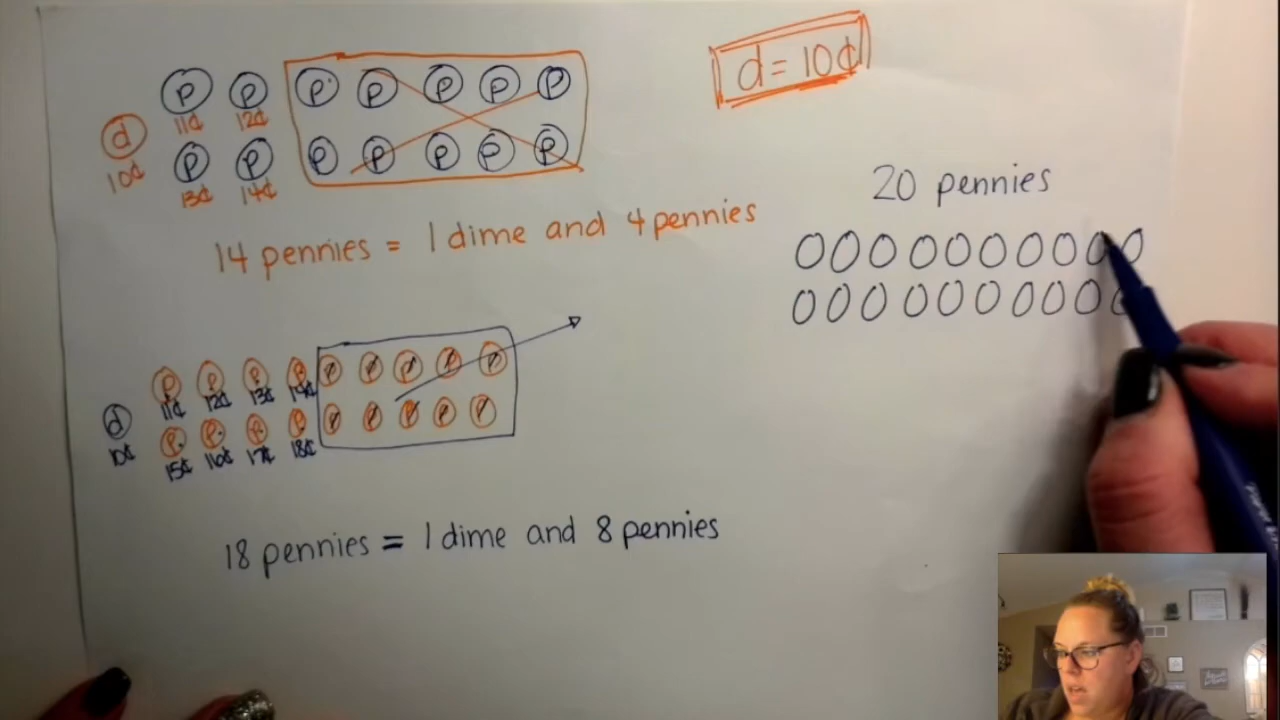 d = 10¢
P P P P P P P
11¢ 12¢
d
10¢
P P P P P P P
13¢ 14¢
20 pennies
14 pennies = 1 dime and 4 pennies
P P P P
11¢ 12¢ 13¢ 14¢
d
10¢
P P P P
15¢ 16¢ 17¢ 18¢
18 pennies = 1 dime and 8 pennies